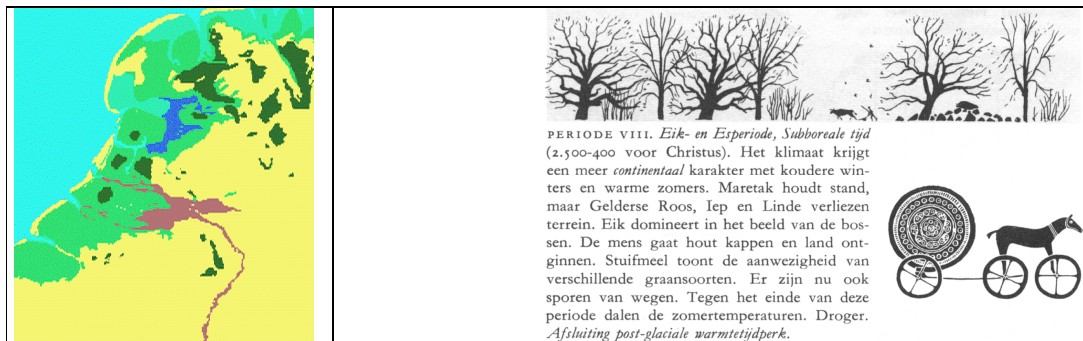 PERIODE VIII. Eik- en Esperiode, Subboreale tijd
(2.500-400 voor Christus). Het klimaat krijgt
een meer continentaal karakter met koudere win-
ters en warme zomers. Maretak houdt stand,
maar Gelderse Roos, Iep en Linde verliezen
terrein. Eik domineert in het beeld van de bos-
sen. De mens gaat hout kappen en land ont-
ginnen. Stuifmeel toont de aanwezigheid van
verschillende graansoorten. Er zijn nu ook
sporen van wegen. Tegen het einde van deze
periode dalen de zomertemperaturen. Droger.
Afsluiting post-glaciale warmtetijdperk.